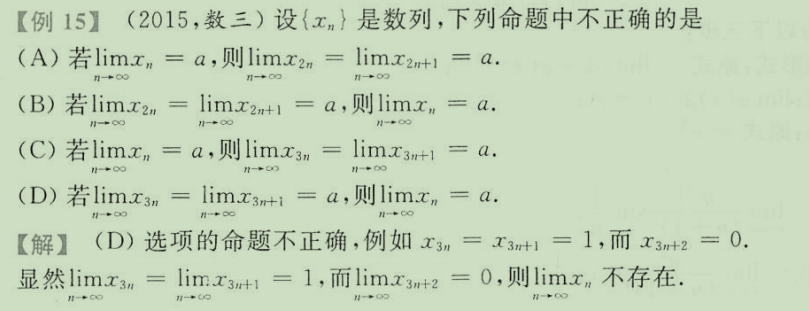 【例 15】 (2015,数三) 设{xₙ} 是数列,下列命题中不正确的是
(A) 若lim_{n→∞} xₙ = a,则lim_{n→∞} x₂ₙ = lim_{n→∞} x₂ₙ₊₁ = a.
(B) 若lim_{n→∞} x₂ₙ = lim_{n→∞} x₂ₙ₊₁ = a,则lim_{n→∞} xₙ = a.
(C) 若lim_{n→∞} xₙ = a,则lim_{n→∞} x₃ₙ = lim_{n→∞} x₃ₙ₊₁ = a.
(D) 若lim_{n→∞} x₃ₙ = lim_{n→∞} x₃ₙ₊₁ = a,则lim_{n→∞} xₙ = a.
【解】 (D) 选项的命题不正确,例如 x₃ₙ = x₃ₙ₊₁ = 1,而 x₃ₙ₊₂ = 0.
显然lim_{n→∞} x₃ₙ = lim_{n→∞} x₃ₙ₊₁ = 1,而lim_{n→∞} x₃ₙ₊₂ = 0,则lim_{n→∞} xₙ 不存在.